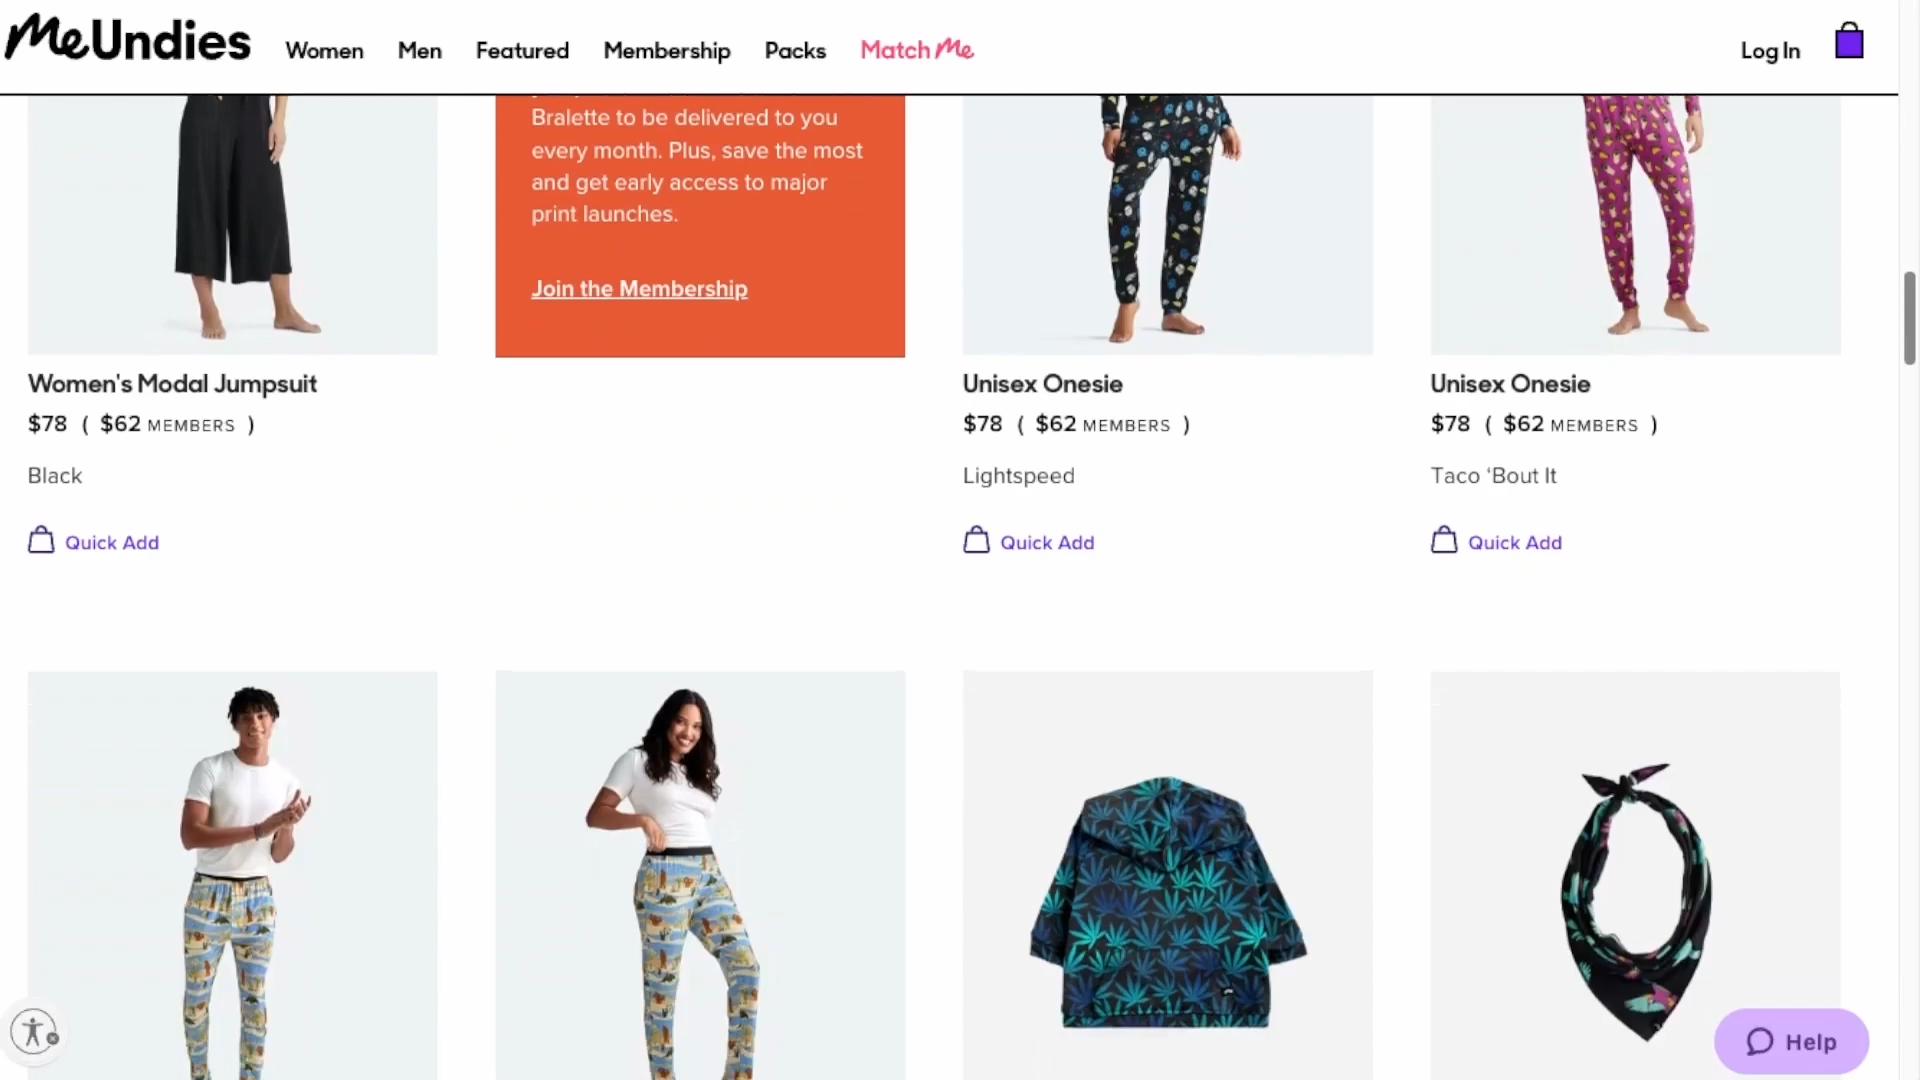 MeUndies Women Men Featured Membership Packs Match Me Log In
Bralette to be delivered to you
every month. Plus, save the most
and get early access to major
print launches.
Join the Membership
Women's Modal Jumpsuit
$78 ( $62 MEMBERS )
Black
Quick Add
Unisex Onesie
$78 ( $62 MEMBERS )
Lightspeed
Quick Add
Unisex Onesie
$78 ( $62 MEMBERS )
Taco ‘Bout It
Quick Add
Help